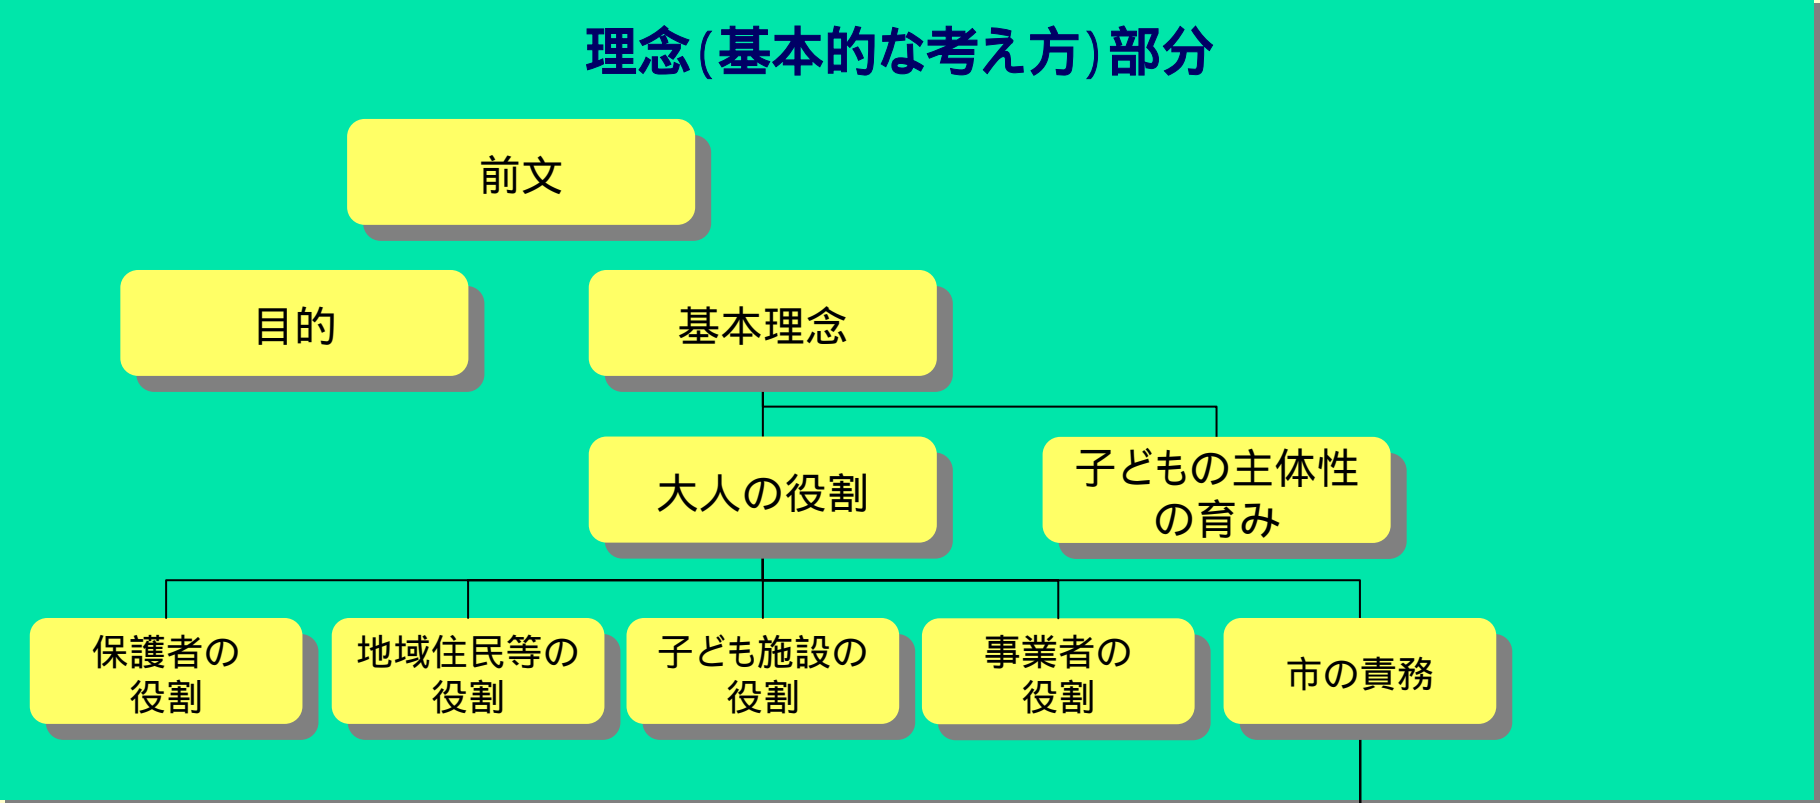 理念(基本的な考え方)部分
前文
目的
基本理念
大人の役割
子どもの主体性
の育み
保護者の
役割
地域住民等の
役割
子ども施設の
役割
事業者の
役割
市の責務